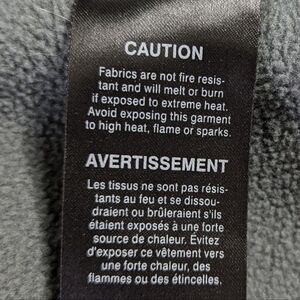 CAUTION
Fabrics are not fire resis-
tant and will melt or burn
if exposed to extreme heat.
Avoid exposing this garment
to high heat, flame or sparks.
AVERTISSEMENT
Les tissus ne sont pas résis-
tants au feu et se dissou-
draient ou brûleraient s'ils
étaient exposés à une forte
source de chaleur. Évitez
d'exposer ce vêtement vers
une forte chaleur, des
flammes ou des étincelles.